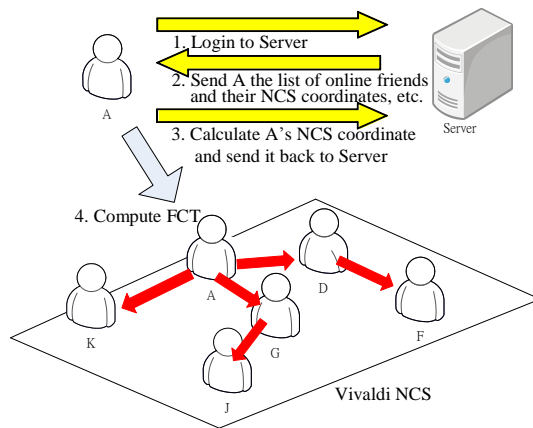 1. Login to Server
2. Send A the list of online friends
and their NCS coordinates, etc.
A
Server
3. Calculate A's NCS coordinate
and send it back to Server
4. Compute FCT
A
D
K
G
F
J
Vivaldi NCS